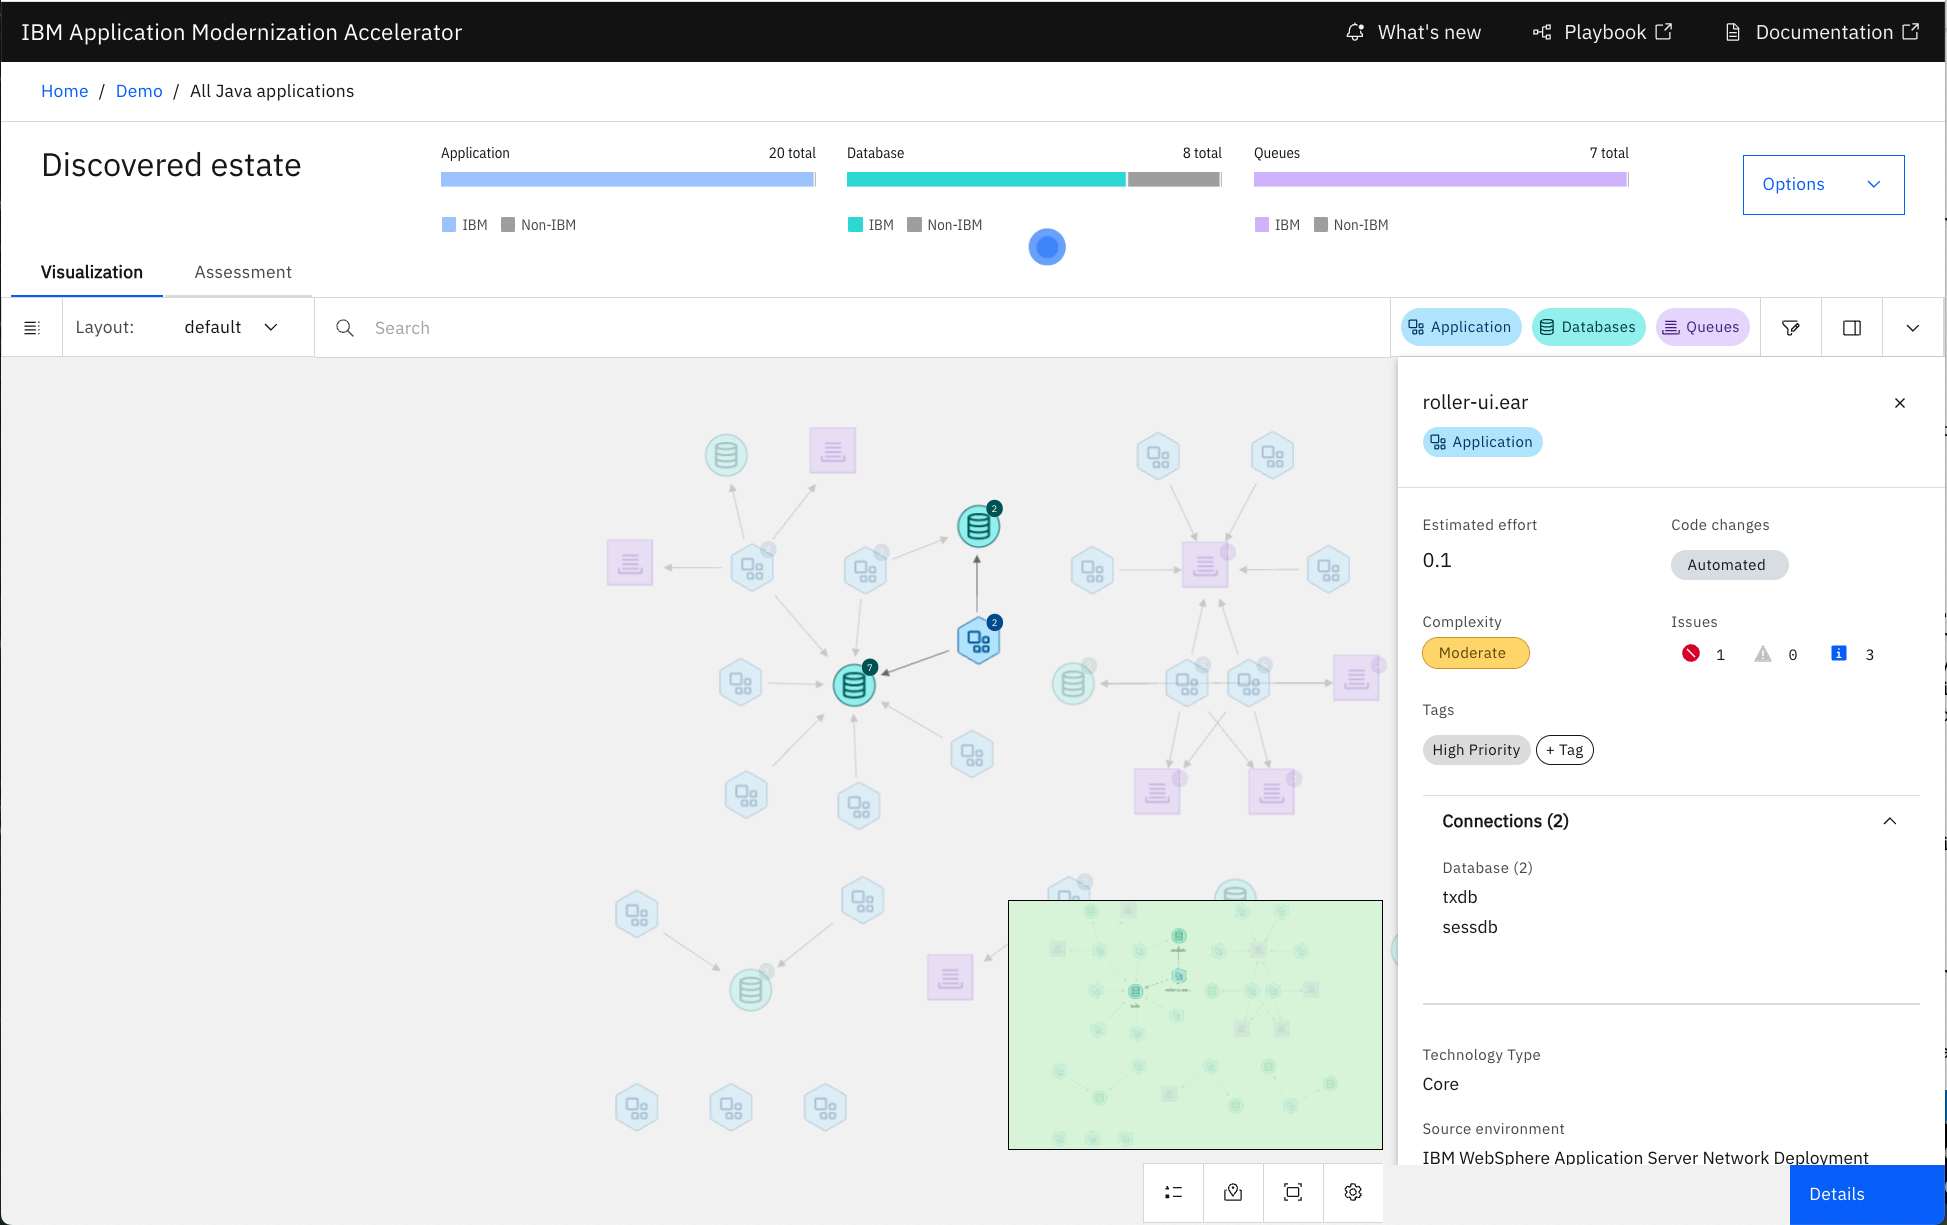 IBM Application Modernization Accelerator
What's new
Playbook
Documentation
Home / Demo / All Java applications
Discovered estate
Application 20 total
IBM Non-IBM
Database 8 total
IBM Non-IBM
Queues 7 total
IBM Non-IBM
Options
Visualization
Assessment
Layout: default
Search
Application
Databases
Queues
2
2
7
roller-ui.ear
Application
Estimated effort
0.1
Code changes
Automated
Complexity
Moderate
Issues
1 0 3
Tags
High Priority
+ Tag
Connections (2)
Database (2)
txdb
sessdb
Technology Type
Core
Source environment
IBM WebSphere Application Server Network Deployment
Details